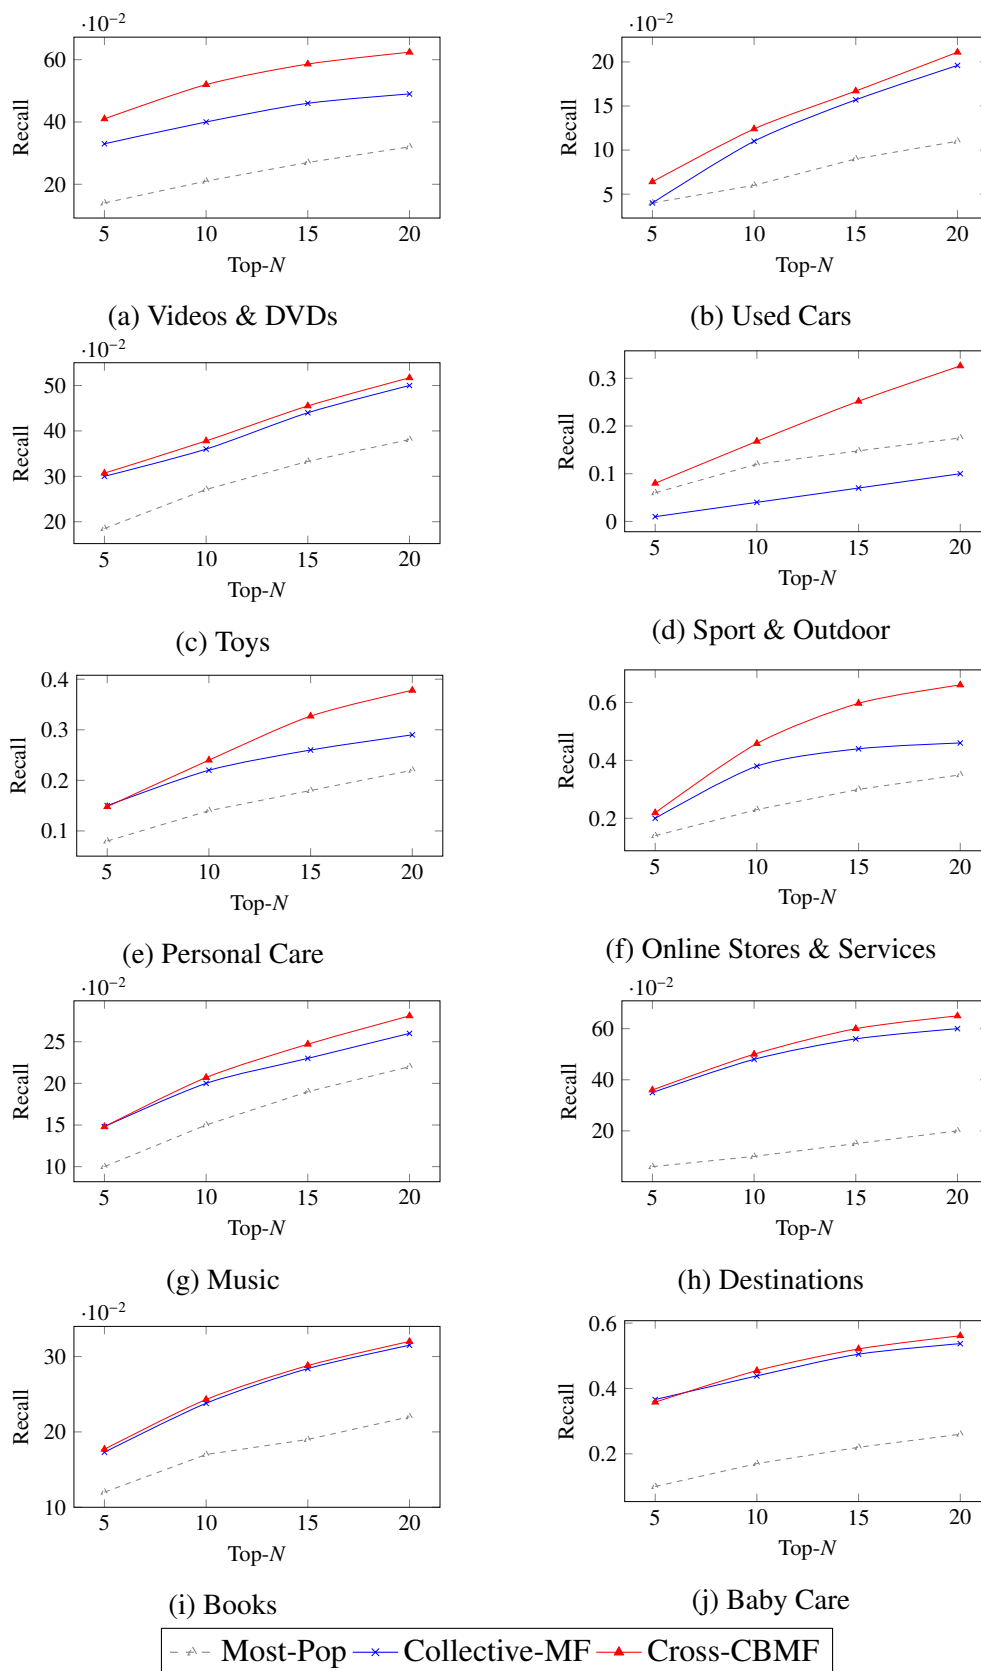 ·10⁻²
60
40
20
Recall
5 10 15 20
Top-N
(a) Videos & DVDs
·10⁻²
20
15
10
5
Recall
5 10 15 20
Top-N
(b) Used Cars
·10⁻²
50
40
30
20
Recall
5 10 15 20
Top-N
(c) Toys
0.3
0.2
0.1
0
Recall
5 10 15 20
Top-N
(d) Sport & Outdoor
0.4
0.3
0.2
0.1
Recall
5 10 15 20
Top-N
(e) Personal Care
0.6
0.4
0.2
Recall
5 10 15 20
Top-N
(f) Online Stores & Services
·10⁻²
25
20
15
10
Recall
5 10 15 20
Top-N
(g) Music
·10⁻²
60
40
20
Recall
5 10 15 20
Top-N
(h) Destinations
·10⁻²
30
20
10
Recall
5 10 15 20
Top-N
(i) Books
0.6
0.4
0.2
Recall
5 10 15 20
Top-N
(j) Baby Care
Most-Pop Collective-MF Cross-CBMF